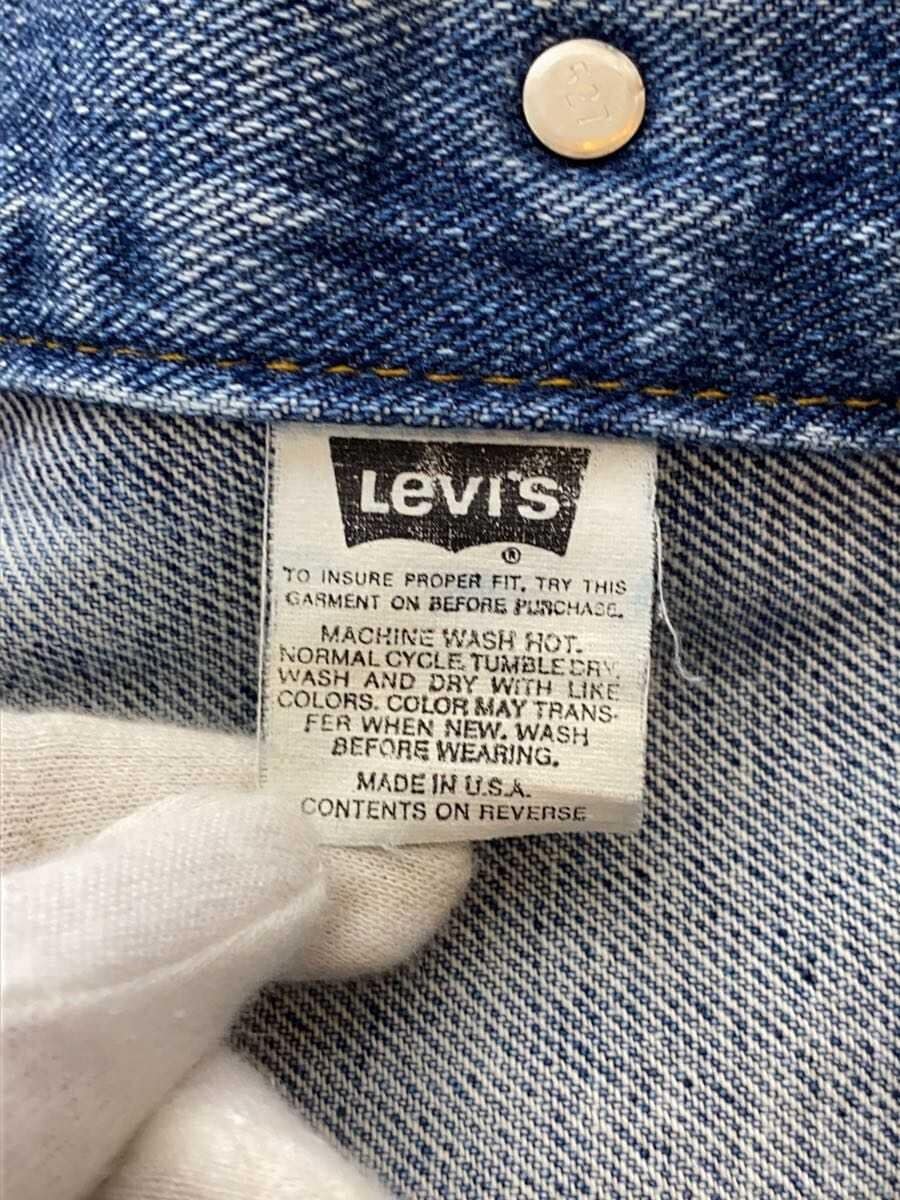 527
LEVI'S
®
TO INSURE PROPER FIT, TRY THIS
GARMENT ON BEFORE PURCHASE.
MACHINE WASH HOT.
NORMAL CYCLE, TUMBLE DRY.
WASH AND DRY WITH LIKE
COLORS. COLOR MAY TRANS-
FER WHEN NEW. WASH
BEFORE WEARING.
MADE IN U.S.A.
CONTENTS ON REVERSE